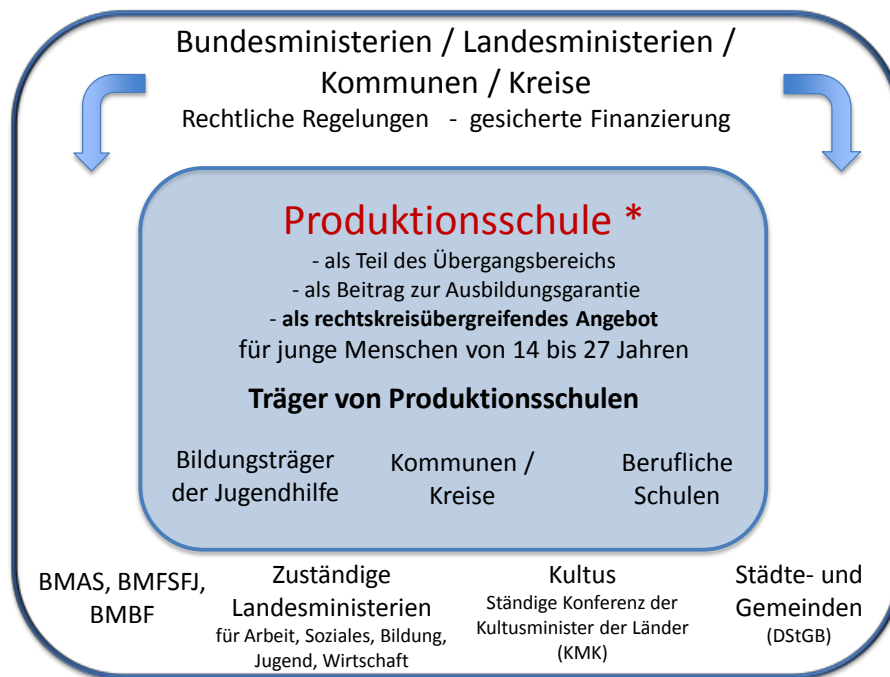 Bundesministerien / Landesministerien /
Kommunen / Kreise
Rechtliche Regelungen - gesicherte Finanzierung
Produktionsschule *
- als Teil des Übergangsbereichs
- als Beitrag zur Ausbildungsgarantie
- als rechtskreisübergreifendes Angebot
für junge Menschen von 14 bis 27 Jahren
Träger von Produktionsschulen
Bildungsträger
der Jugendhilfe
Kommunen /
Kreise
Berufliche
Schulen
BMAS, BMFSFJ,
BMBF
Zuständige
Landesministerien
für Arbeit, Soziales, Bildung,
Jugend, Wirtschaft
Kultus
Ständige Konferenz der
Kultusminister der Länder
(KMK)
Städte- und
Gemeinden
(DStGB)